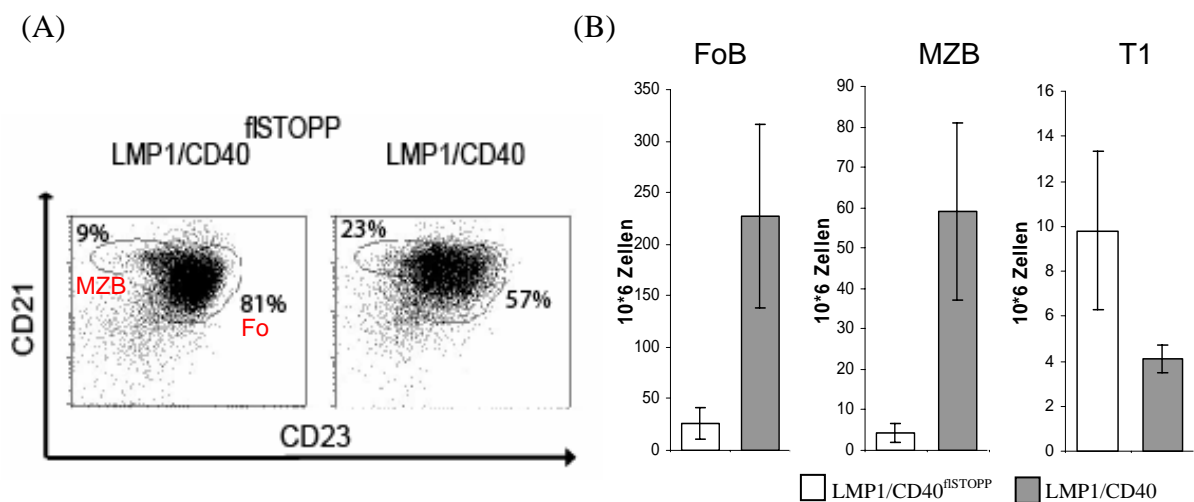 (A)
flSTOPP
LMP1/CD40 LMP1/CD40
9%
MZB
81%
Fo
23%
57%
CD21
CD23
(B)
FoB
350
300
250
200
150
100
50
0
10*6 Zellen
MZB
90
80
70
60
50
40
30
20
10
0
10*6 Zellen
T1
16
14
12
10
8
6
4
2
0
10*6 Zellen
LMP1/CD40flSTOPP LMP1/CD40